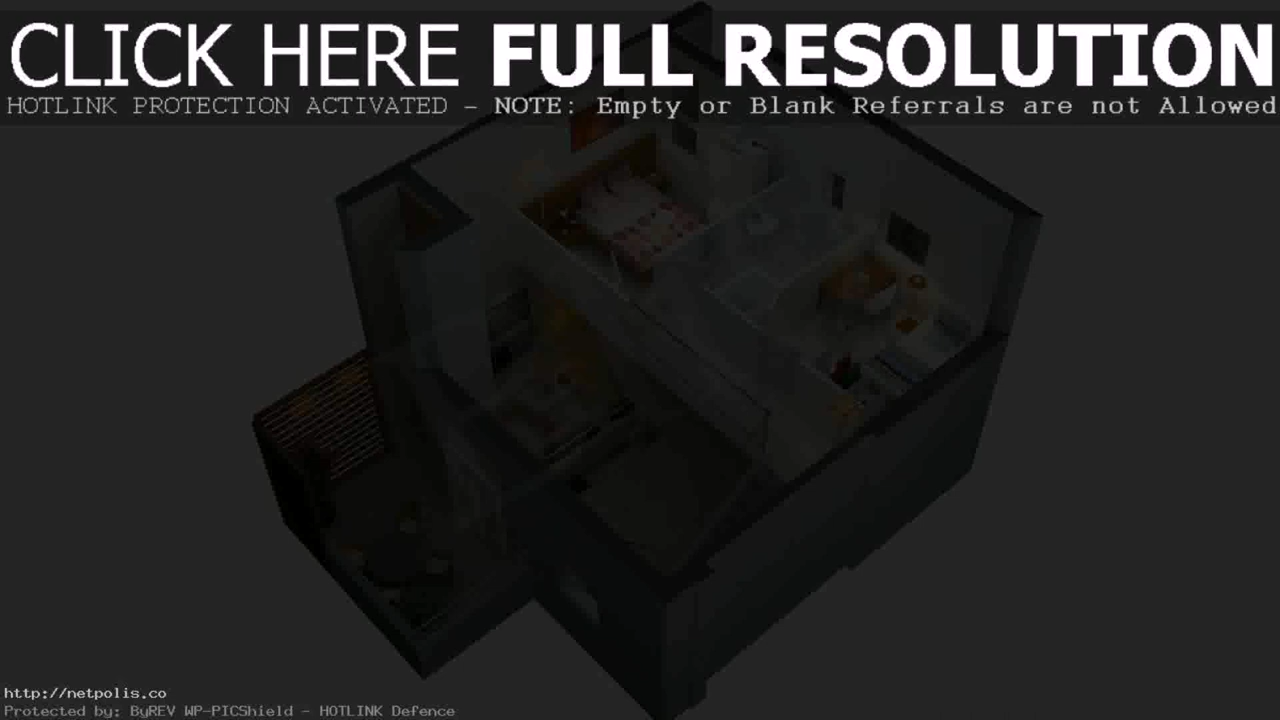 CLICK HERE FULL RESOLUTION
HOTLINK PROTECTION ACTIVATED – NOTE: Empty or Blank Referrals are not Allowed
http://netpolis.co
Protected by: ByREV WP-PICShield – HOTLINK Defence